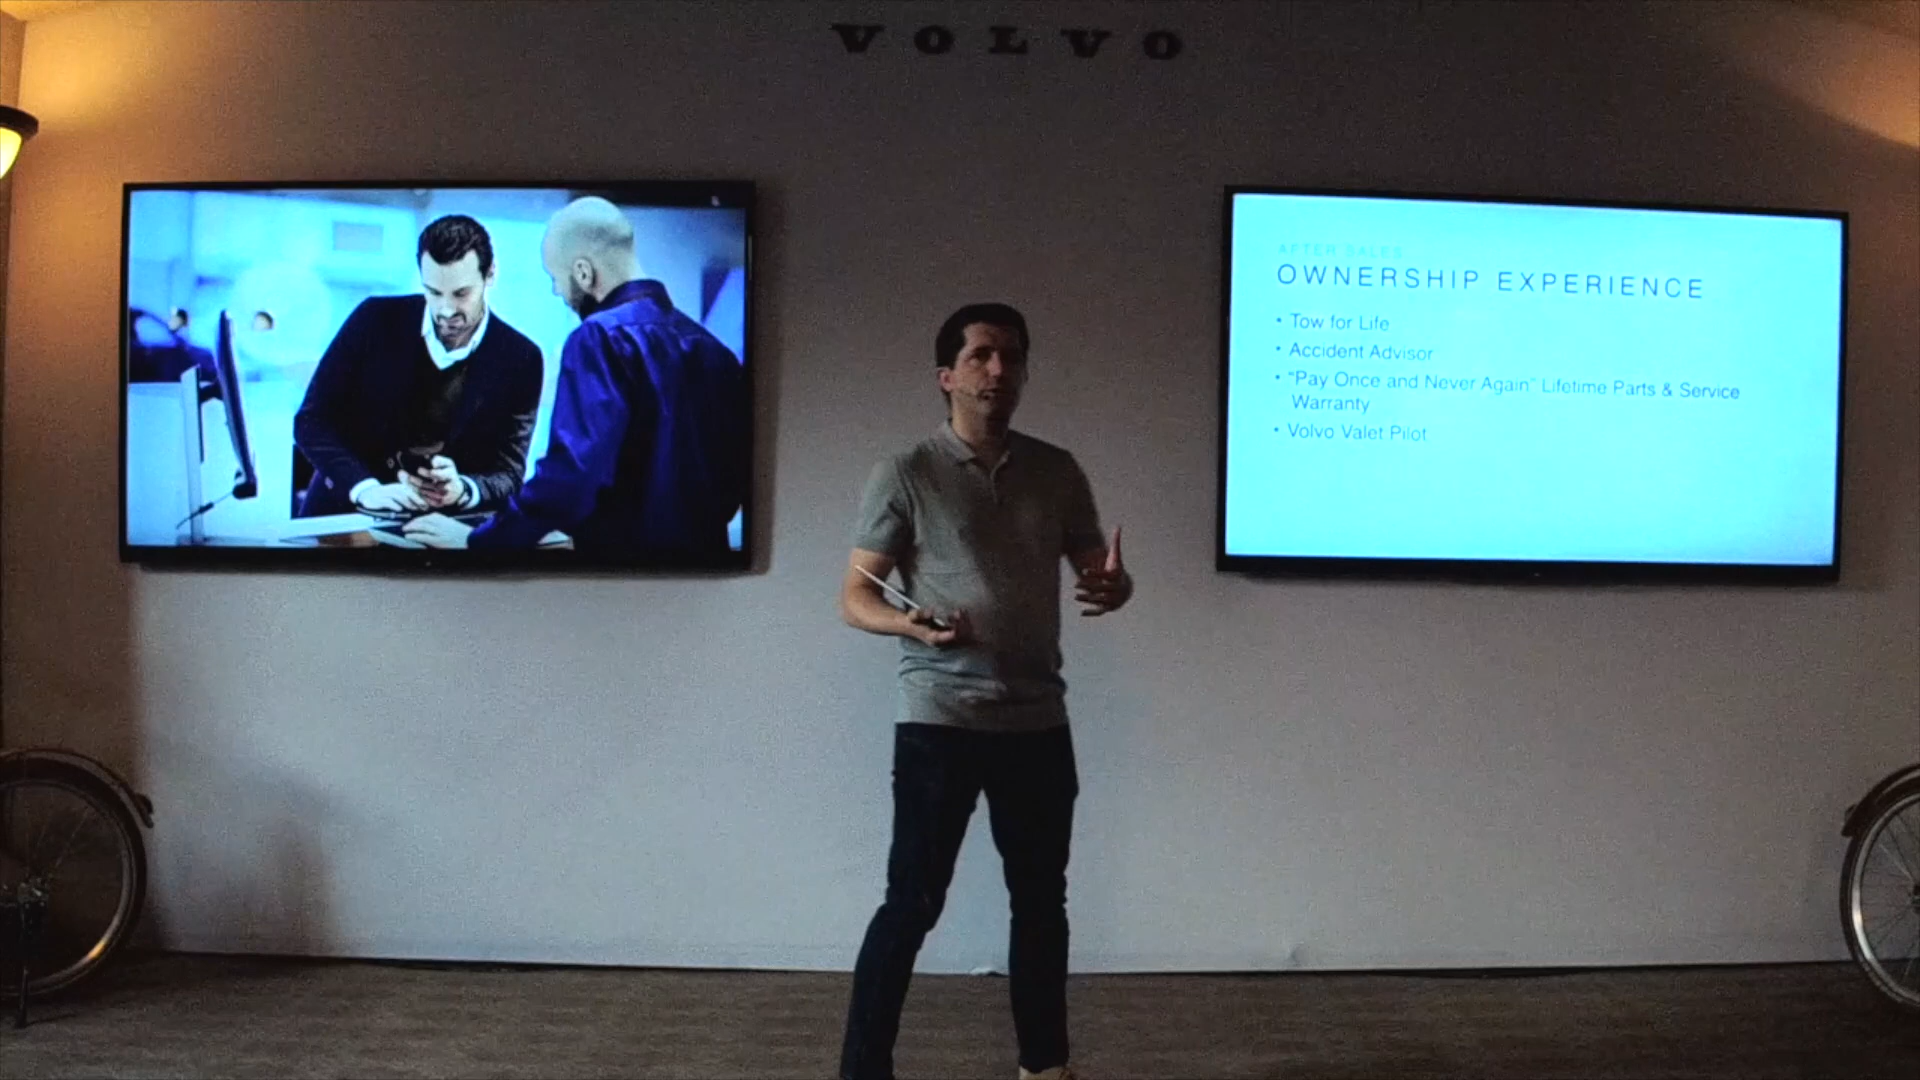 VOLVO
AFTER SALES
OWNERSHIP EXPERIENCE
• Tow for Life
• Accident Advisor
• “Pay Once and Never Again” Lifetime Parts & Service
Warranty
• Volvo Valet Pilot